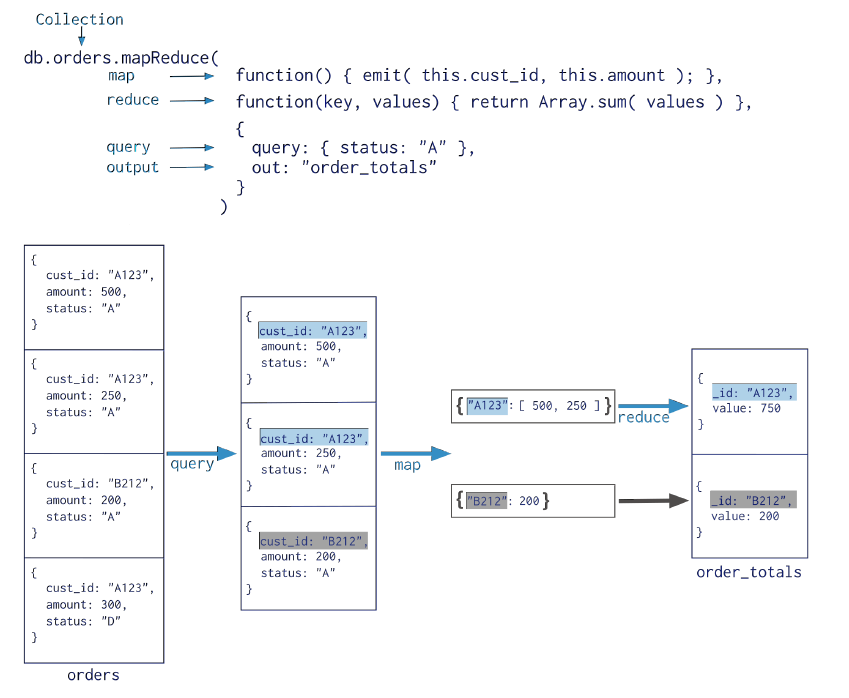 Collection
db.orders.mapReduce(
map function() { emit( this.cust_id, this.amount ); },
reduce function(key, values) { return Array.sum( values ) },
{
query query: { status: "A" },
output out: "order_totals"
}
)
{
cust_id: "A123",
amount: 500,
status: "A"
}
{
cust_id: "A123",
amount: 250,
status: "A"
}
{
cust_id: "B212",
amount: 200,
status: "A"
}
{
cust_id: "A123",
amount: 300,
status: "D"
}
orders
query
{
cust_id: "A123",
amount: 500,
status: "A"
}
{
cust_id: "A123",
amount: 250,
status: "A"
}
{
cust_id: "B212",
amount: 200,
status: "A"
}
map
{"A123": [ 500, 250 ]}
{"B212": 200}
reduce
{
_id: "A123",
value: 750
}
{
_id: "B212",
value: 200
}
order_totals